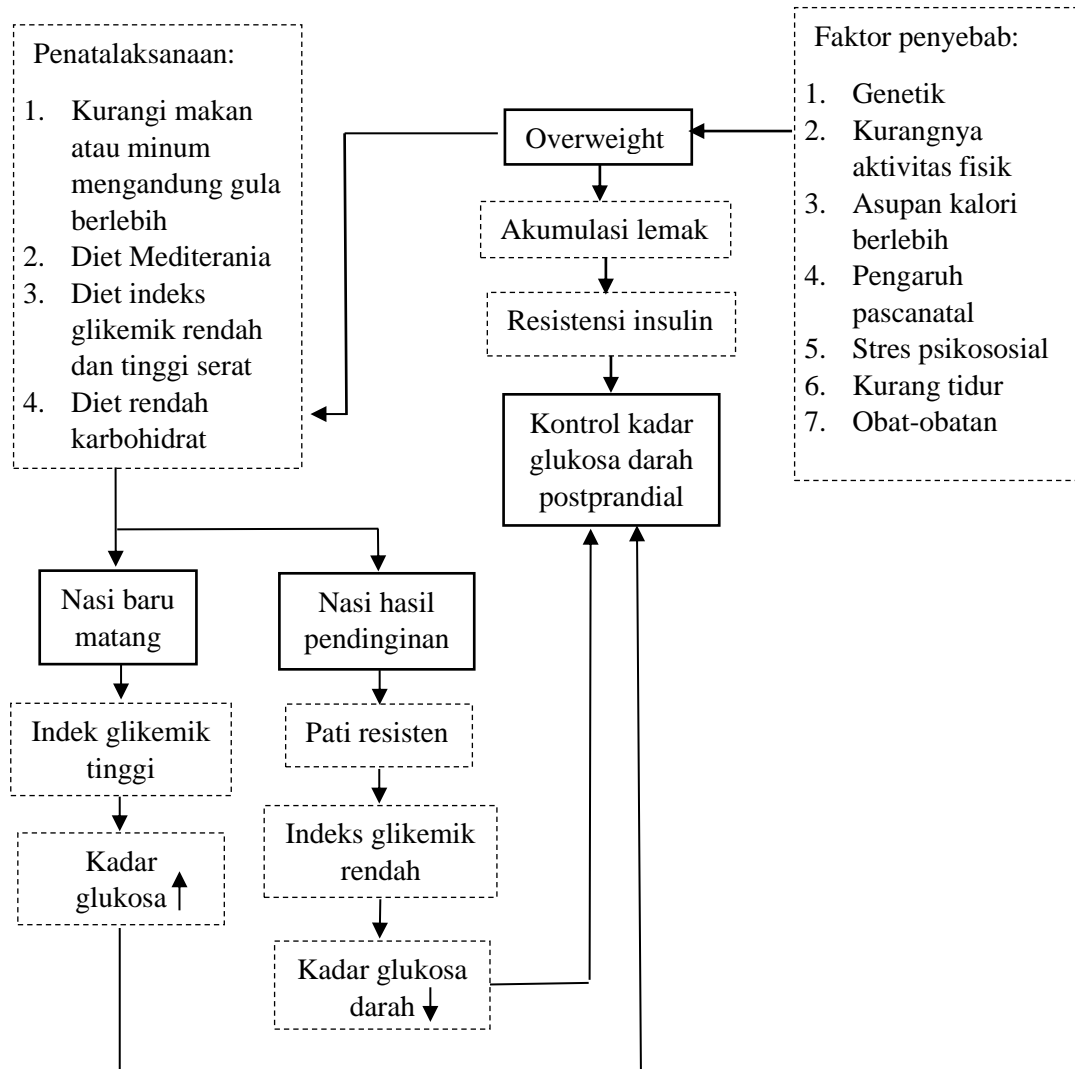 Penatalaksanaan:
1. Kurangi makan
atau minum
mengandung gula
berlebih
2. Diet Mediterania
3. Diet indeks
glikemik rendah
dan tinggi serat
4. Diet rendah
karbohidrat
Overweight
Akumulasi lemak
Resistensi insulin
Kontrol kadar
glukosa darah
postprandial
Faktor penyebab:
1. Genetik
2. Kurangnya
aktivitas fisik
3. Asupan kalori
berlebih
4. Pengaruh
pascanatal
5. Stres psikososial
6. Kurang tidur
7. Obat-obatan
Nasi baru
matang
Indek glikemik
tinggi
Kadar
glukosa
Nasi hasil
pendinginan
Pati resisten
Indeks glikemik
rendah
Kadar glukosa
darah